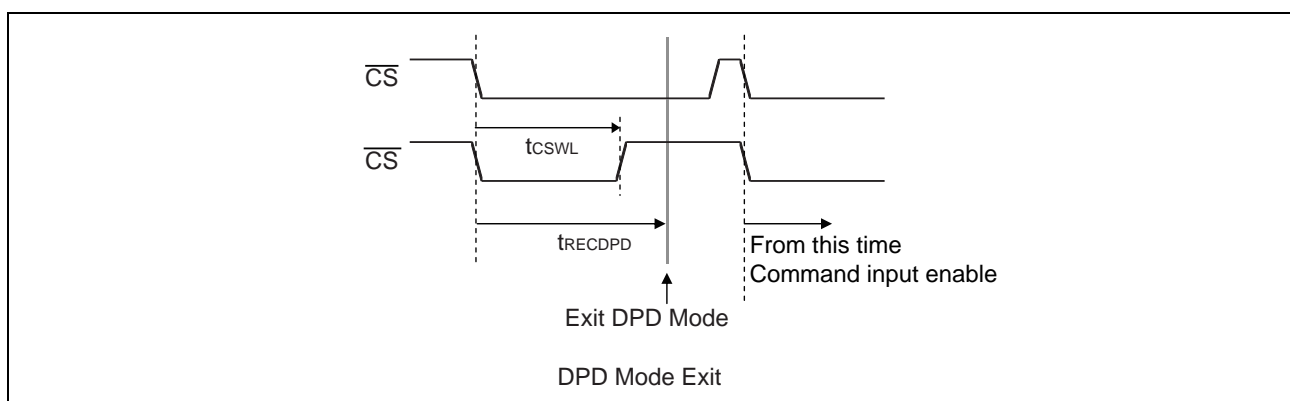 CS
tCSWL
CS
tRECDPD
From this time
Command input enable
Exit DPD Mode
DPD Mode Exit